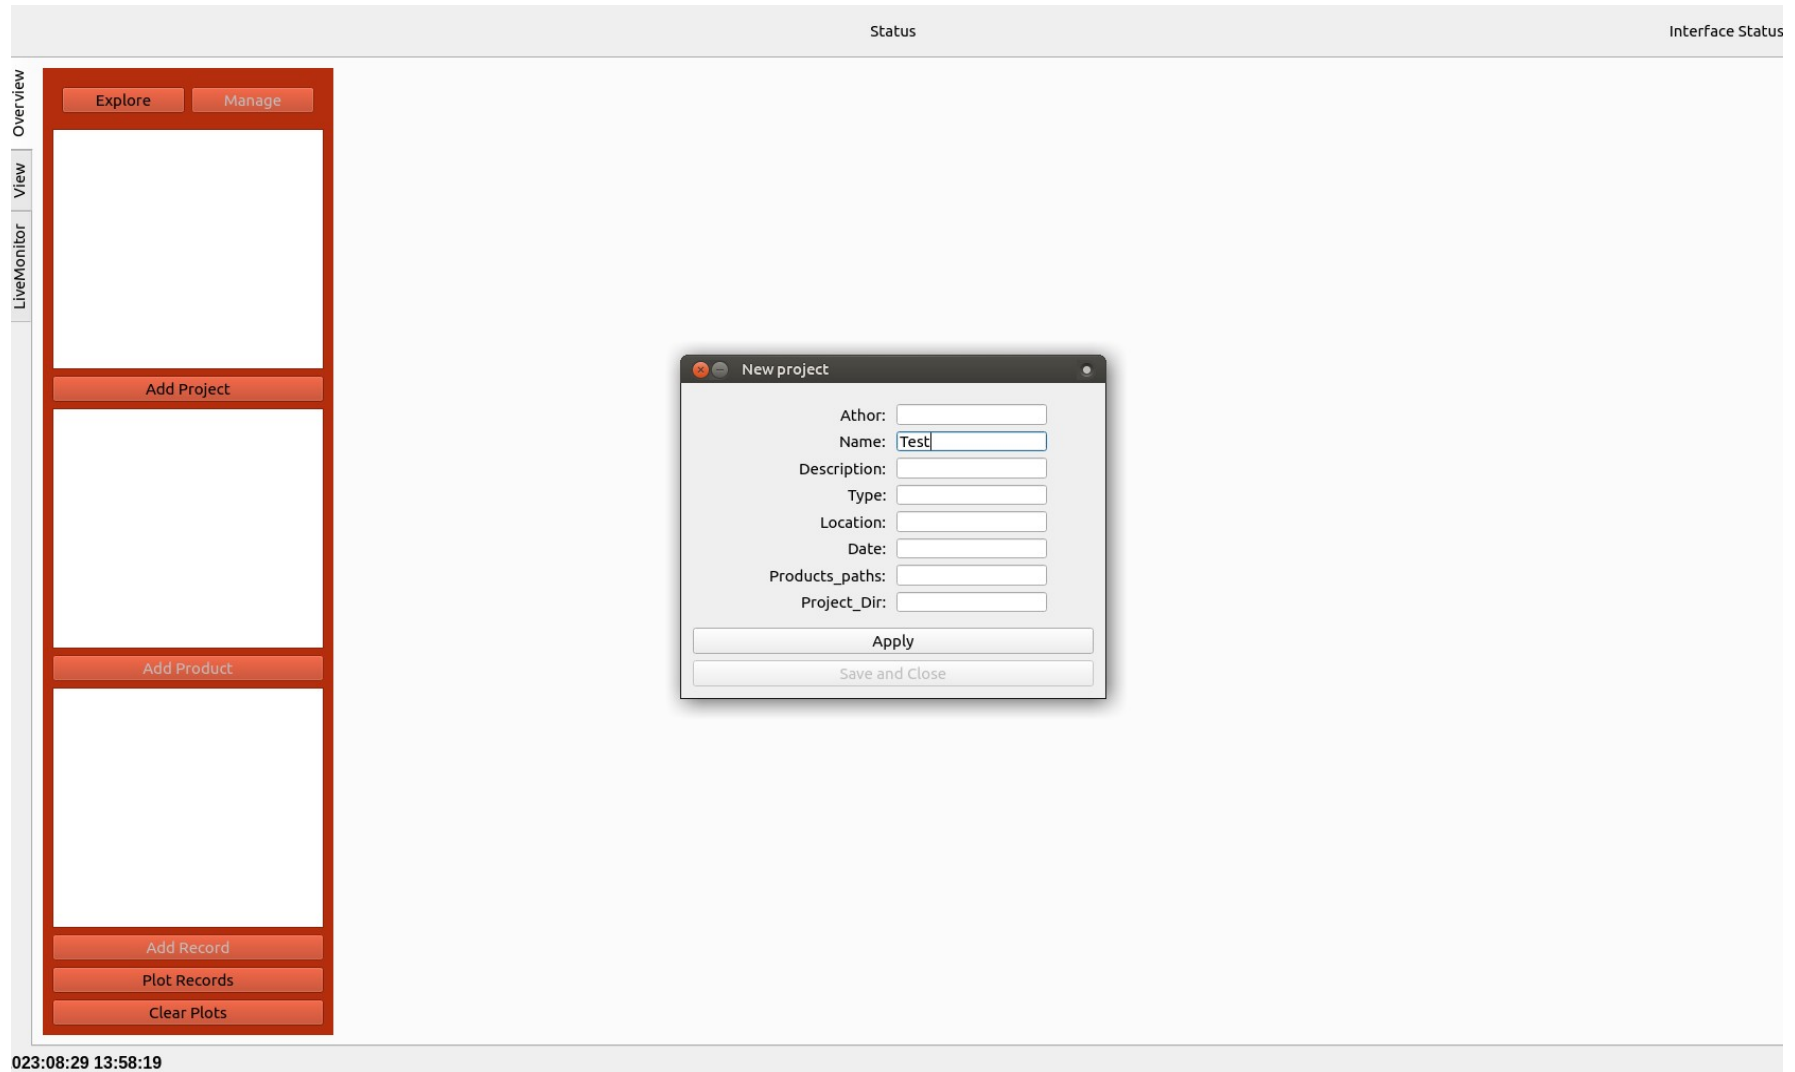 Status
Interface Status
Overview
View
LiveMonitor
Explore
Manage
Add Project
Add Product
Add Record
Plot Records
Clear Plots
New project
Athor:
Name: Test
Description:
Type:
Location:
Date:
Products_paths:
Project_Dir:
Apply
Save and Close
023:08:29 13:58:19